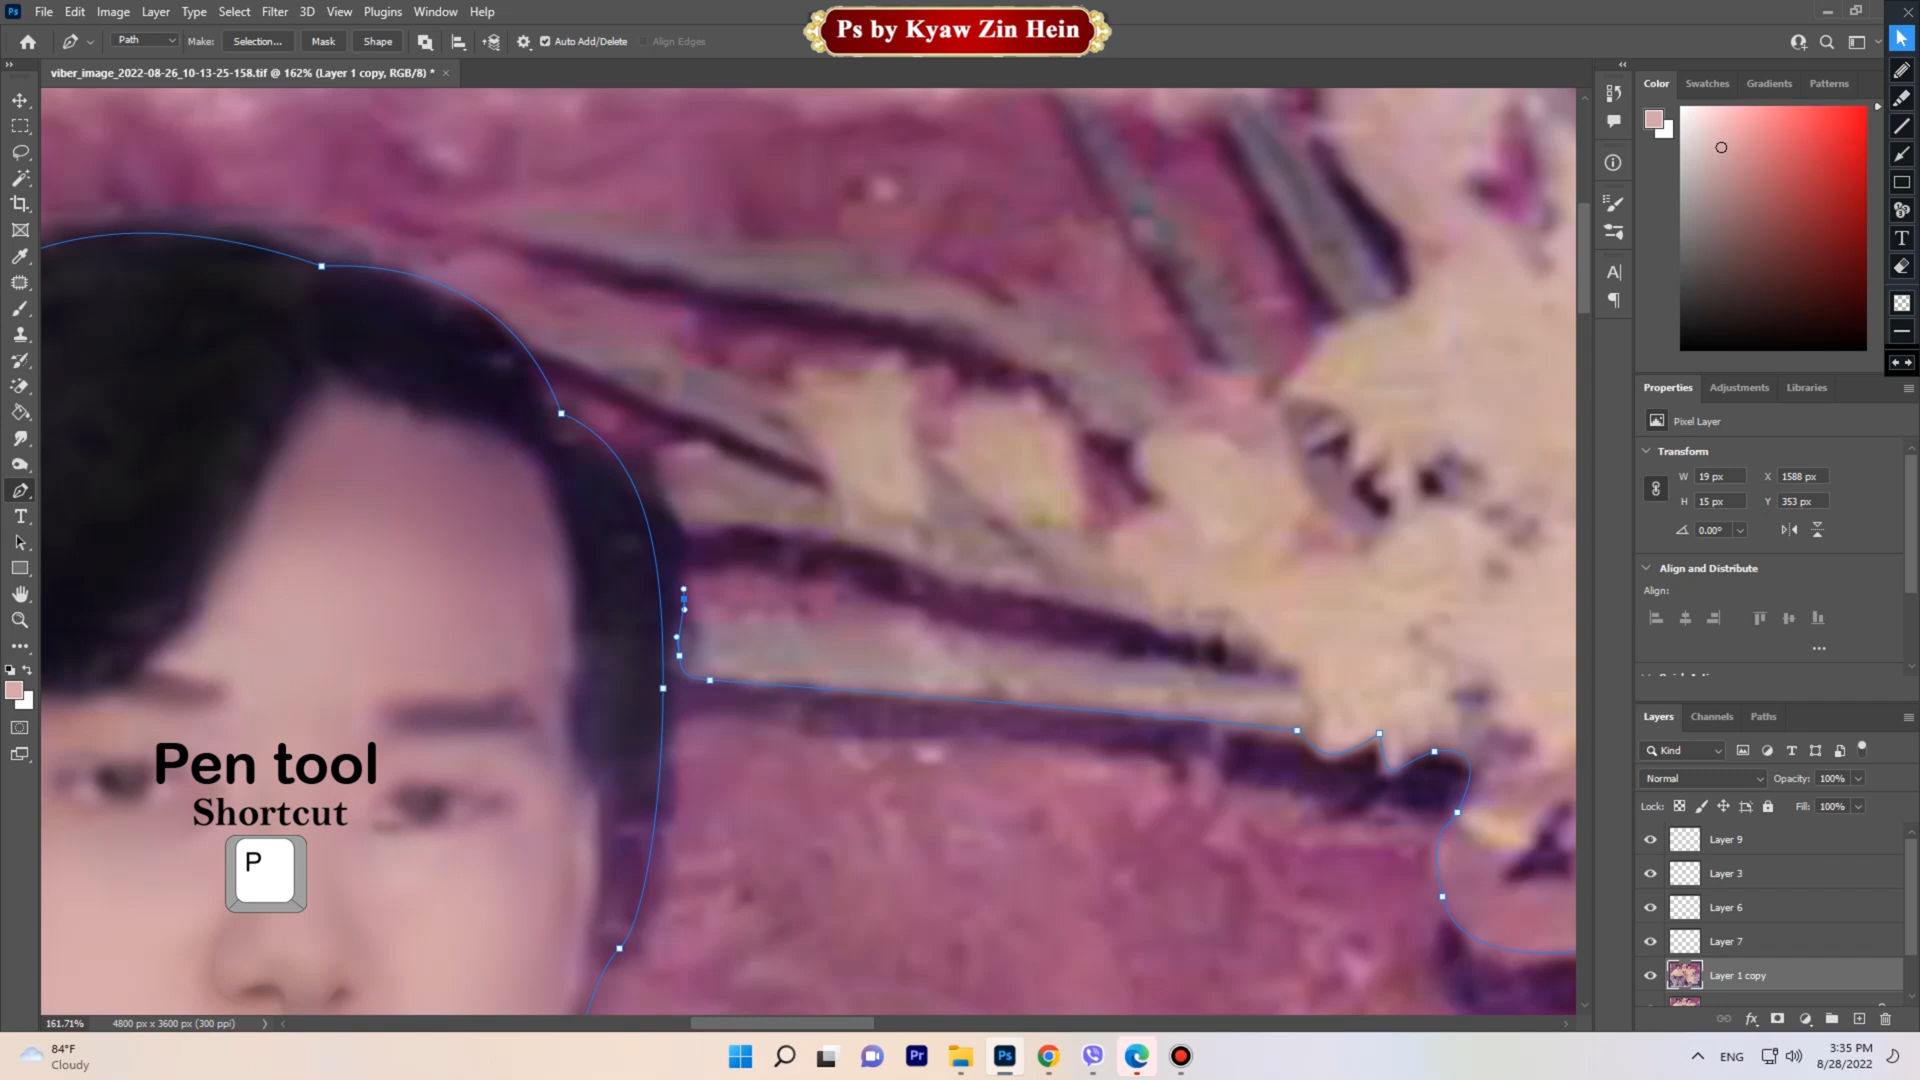 File Edit Image Layer Type Select Filter 3D View Plugins Window Help
Ps by Kyaw Zin Hein
Path Make: Selection... Mask Shape Auto Add/Delete Align Edges
viber_image_2022-08-26_10-13-25-158.tif @ 162% (Layer 1 copy, RGB/8) *
Color Swatches Gradients Patterns
Properties Adjustments Libraries
Pixel Layer
Transform
W 19 px X 1588 px
H 15 px Y 353 px
0.00°
Align and Distribute
Align:
Layers Channels Paths
Kind
Normal Opacity: 100%
Lock: Fill: 100%
Layer 9
Layer 3
Layer 6
Layer 7
Layer 1 copy
Pen tool
Shortcut
P
161.71% 4800 px x 3600 px (300 ppi)
84°F
Cloudy
Pr
Ps
ENG
3:35 PM
8/28/2022